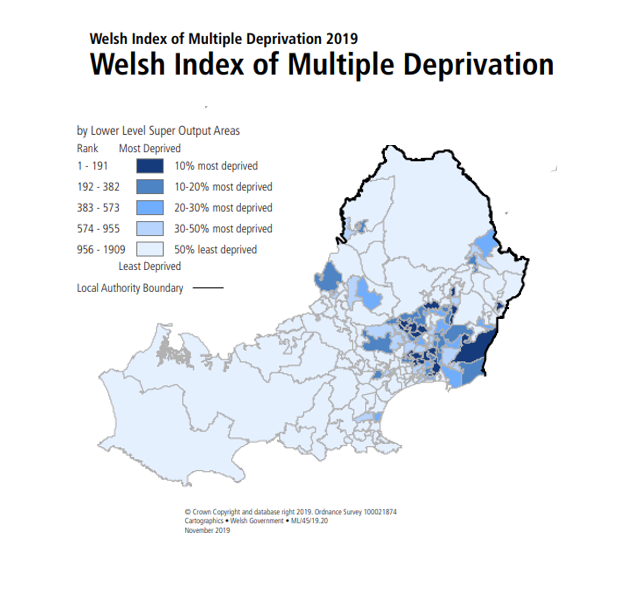 Welsh Index of Multiple Deprivation 2019
Welsh Index of Multiple Deprivation
by Lower Level Super Output Areas
Rank Most Deprived
1 - 191 10% most deprived
192 - 382 10-20% most deprived
383 - 573 20-30% most deprived
574 - 955 30-50% most deprived
956 - 1909 50% least deprived
Least Deprived
Local Authority Boundary
© Crown Copyright and database right 2019. Ordnance Survey 100021874
Cartographics • Welsh Government • ML/45/19.20
November 2019